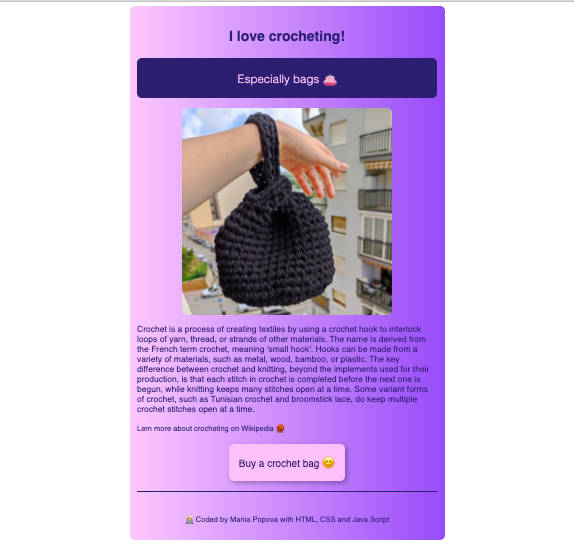 I love crocheting!
Especially bags 👛
Crochet is a process of creating textiles by using a crochet hook to interlock
loops of yarn, thread, or strands of other materials. The name is derived from
the French term crochet, meaning 'small hook'. Hooks can be made from a
variety of materials, such as metal, wood, bamboo, or plastic. The key
difference between crochet and knitting, beyond the implements used for their
production, is that each stitch in crochet is completed before the next one is
begun, while knitting keeps many stitches open at a time. Some variant forms
of crochet, such as Tunisian crochet and broomstick lace, do keep multiple
crochet stitches open at a time.
Lern more about crocheting on Wikipedia 🧶
Buy a crochet bag 😊
👩🏼‍💻 Coded by Mariia Popova with HTML, CSS and Java Script